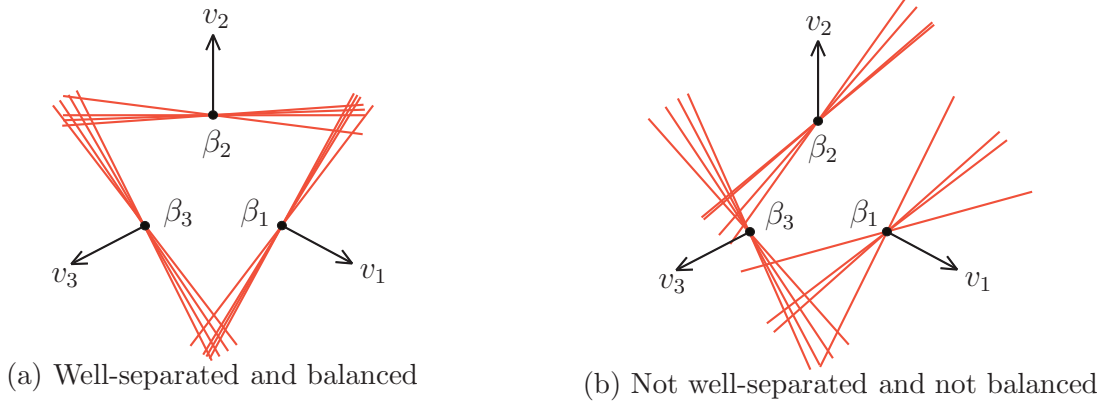 v₂
β₂
β₃
β₁
v₃
v₁
(a) Well-separated and balanced
v₂
β₂
β₃
β₁
v₃
v₁
(b) Not well-separated and not balanced